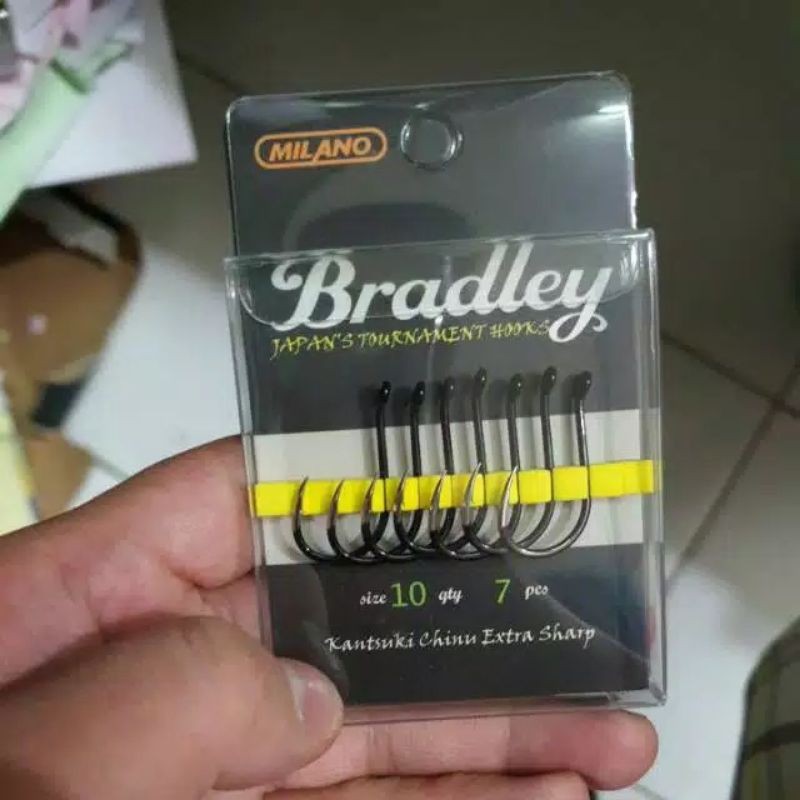 MILANO
Bradley
JAPAN'S TOURNAMENT HOOKS
size 10 qty 7 pcs
Kantsuki Chinu Extra Sharp